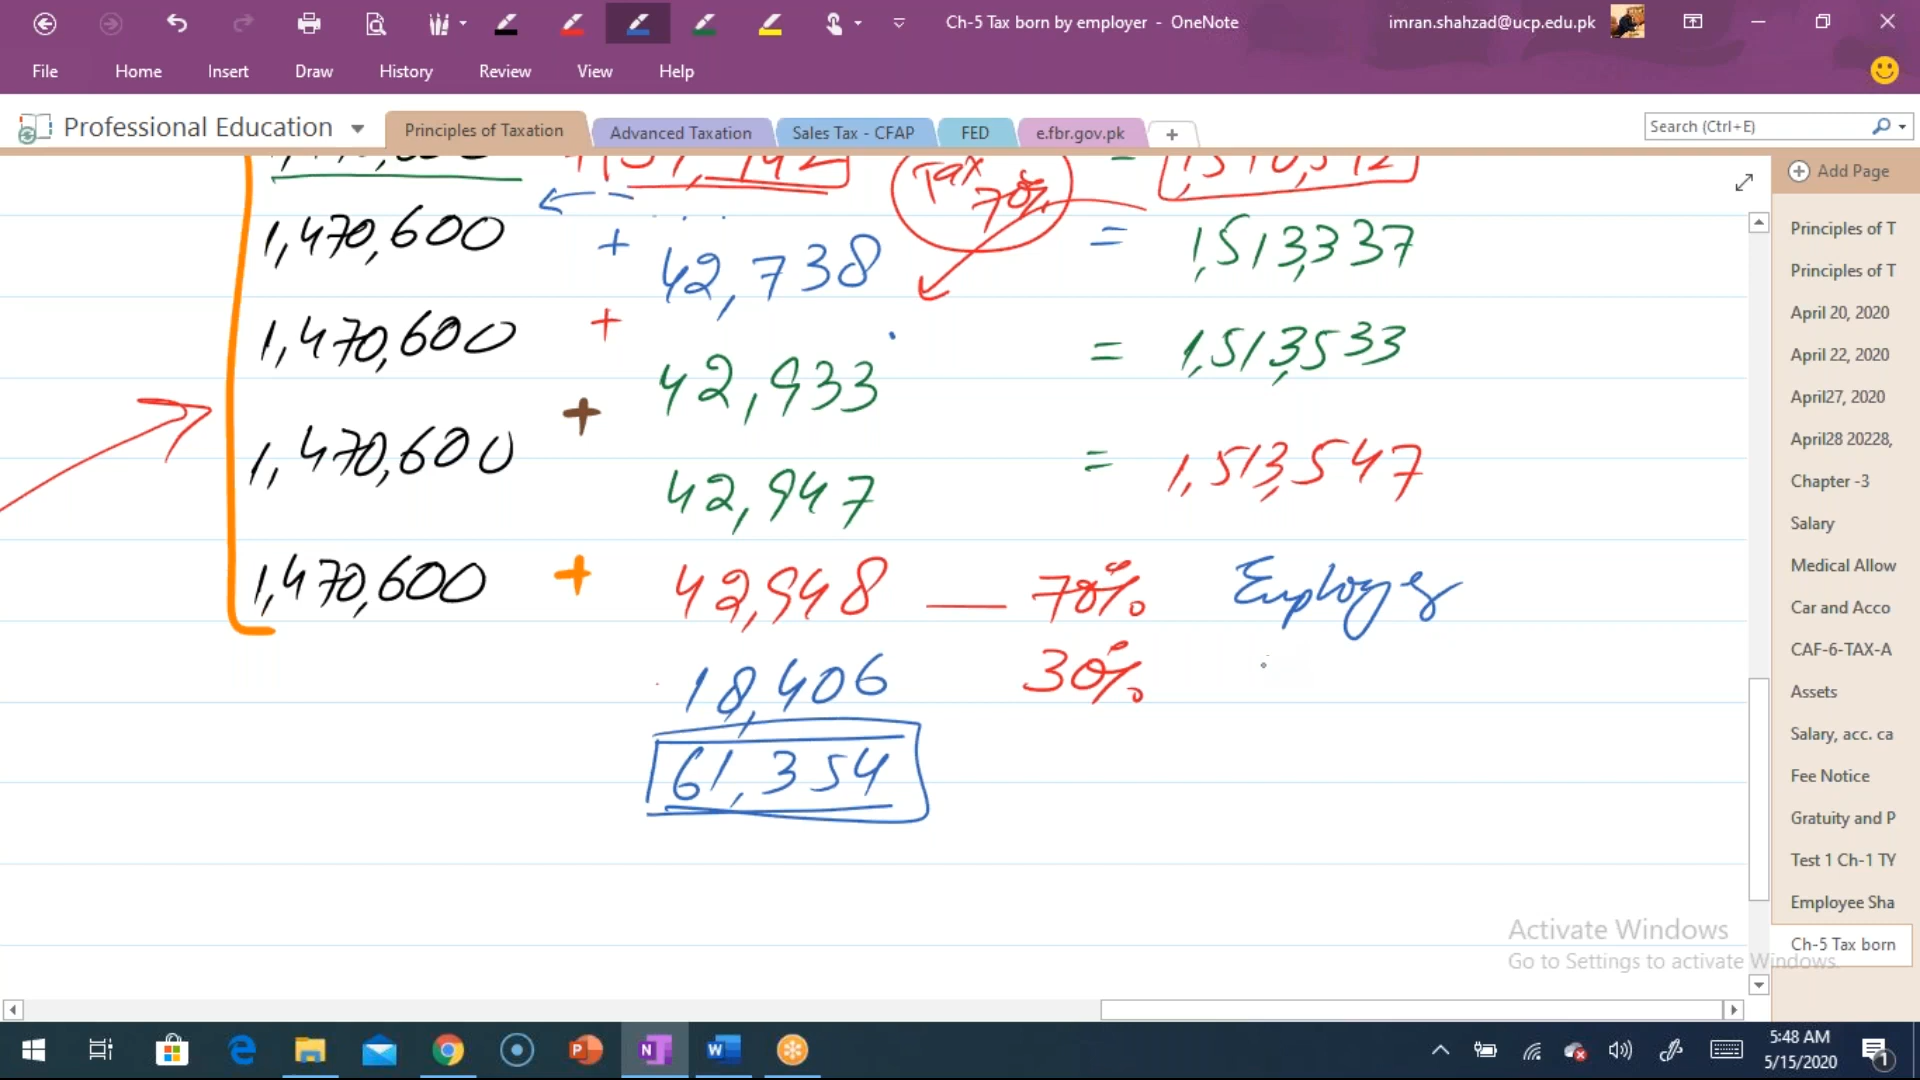 Ch-5 Tax born by employer - OneNote
imran.shahzad@ucp.edu.pk
File Home Insert Draw History Review View Help
Professional Education
Principles of Taxation
Advanced Taxation
Sales Tax - CFAP
FED
e.fbr.gov.pk
Search (Ctrl+E)
Tax 70%
1,470,600 + 42,738 = 1,513,337
1,470,600 + 42,933 = 1,513,533
1,470,600 + 42,947 = 1,513,547
1,470,600 + 42,948 — 70% Employer
18,406 30%
61,354
Add Page
Principles of T
Principles of T
April 20, 2020
April 22, 2020
April27, 2020
April28 20228,
Chapter -3
Salary
Medical Allow
Car and Acco
CAF-6-TAX-A
Assets
Salary, acc. ca
Fee Notice
Gratuity and P
Test 1 Ch-1 TY
Employee Sha
Ch-5 Tax born
Activate Windows
Go to Settings to activate Windows.
5:48 AM
5/15/2020